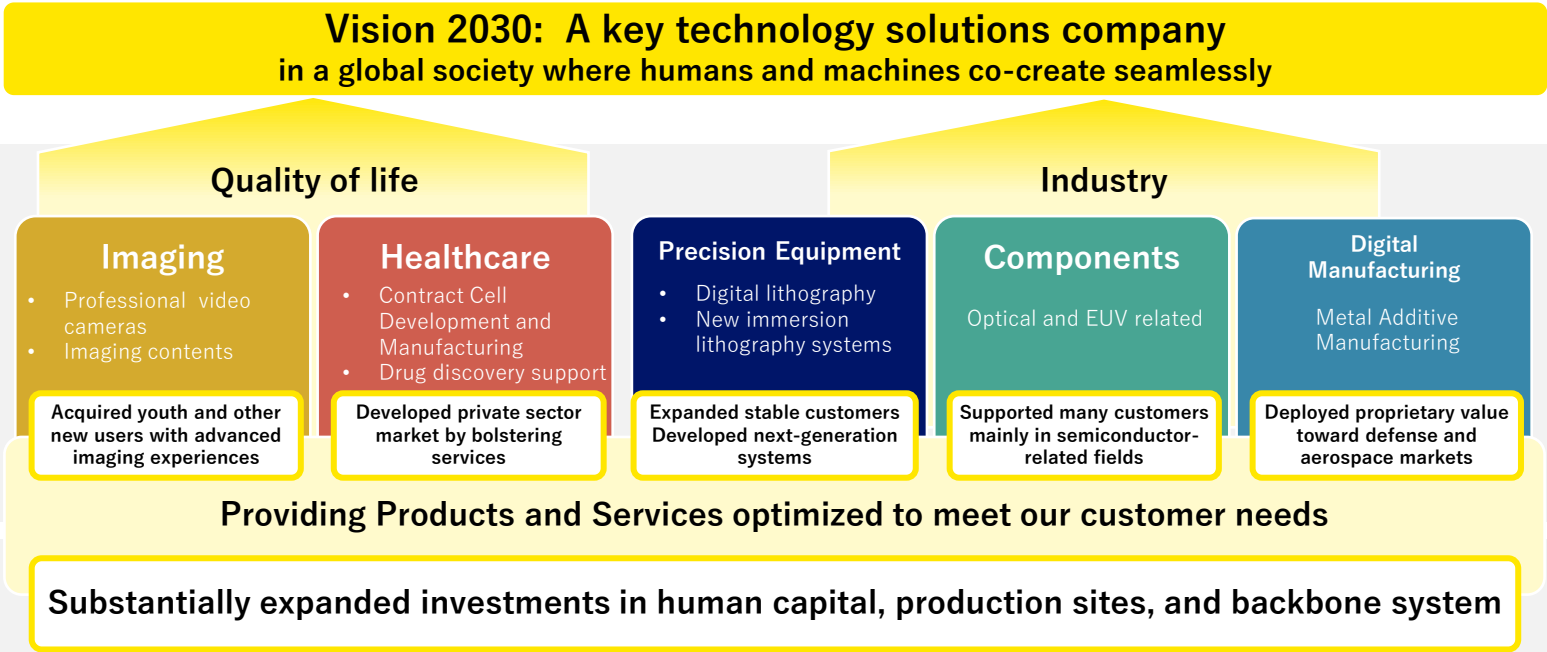 Vision 2030: A key technology solutions company
in a global society where humans and machines co-create seamlessly
Quality of life
Industry
Imaging
• Professional video
cameras
• Imaging contents
Acquired youth and other
new users with advanced
imaging experiences
Healthcare
• Contract Cell
Development and
Manufacturing
• Drug discovery support
Developed private sector
market by bolstering
services
Precision Equipment
• Digital lithography
• New immersion
lithography systems
Expanded stable customers
Developed next-generation
systems
Components
Optical and EUV related
Supported many customers
mainly in semiconductor-
related fields
Digital
Manufacturing
Metal Additive
Manufacturing
Deployed proprietary value
toward defense and
aerospace markets
Providing Products and Services optimized to meet our customer needs
Substantially expanded investments in human capital, production sites, and backbone system